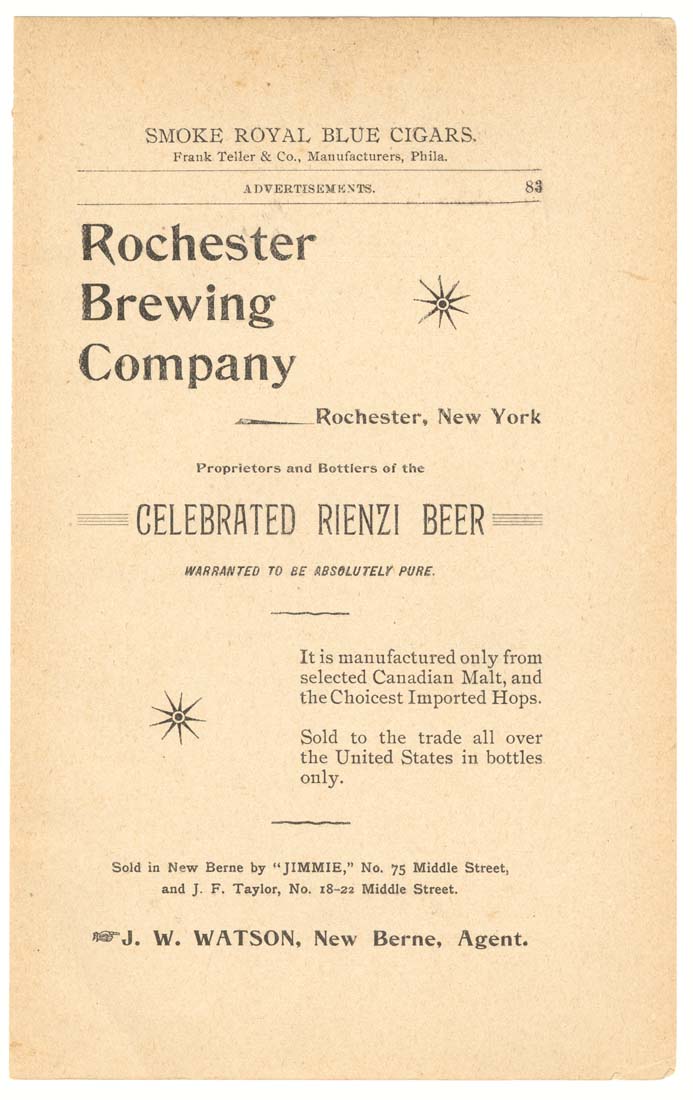 SMOKE ROYAL BLUE CIGARS.
Frank Teller & Co., Manufacturers, Phila.
ADVERTISEMENTS. 83
Rochester
Brewing
Company
Rochester, New York
Proprietors and Bottlers of the
CELEBRATED RIENZI BEER
WARRANTED TO BE ABSOLUTELY PURE.
It is manufactured only from
selected Canadian Malt, and
the Choicest Imported Hops.
Sold to the trade all over
the United States in bottles
only.
Sold in New Berne by "JIMMIE," No. 75 Middle Street,
and J. F. Taylor, No. 18-22 Middle Street.
☞J. W. WATSON, New Berne, Agent.